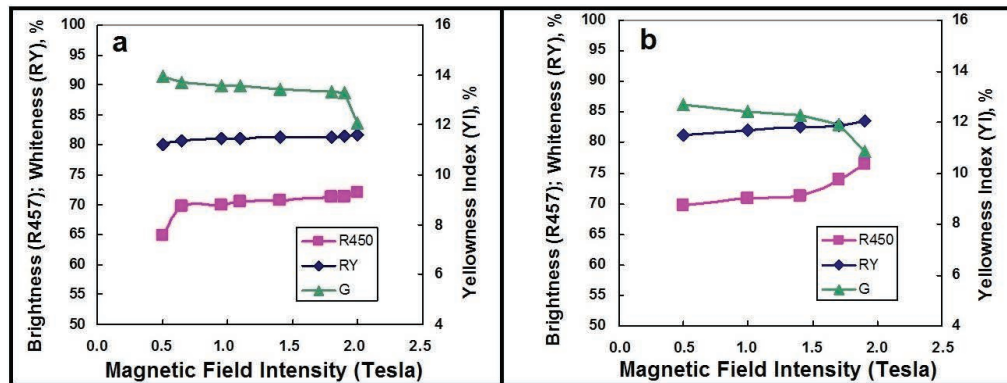 a
Brightness (R457); Whiteness (RY), %
100
95
90
85
80
75
70
65
60
55
50
16
14
12
10
8
6
4
Yellowness Index (YI), %
R450
RY
G
0.0 0.5 1.0 1.5 2.0 2.5
Magnetic Field Intensity (Tesla)
b
Brightness (R457); Whiteness (RY), %
100
95
90
85
80
75
70
65
60
55
50
16
14
12
10
8
6
4
Yellowness Index (YI), %
R450
RY
G
0.0 0.5 1.0 1.5 2.0 2.5
Magnetic Field Intensity (Tesla)